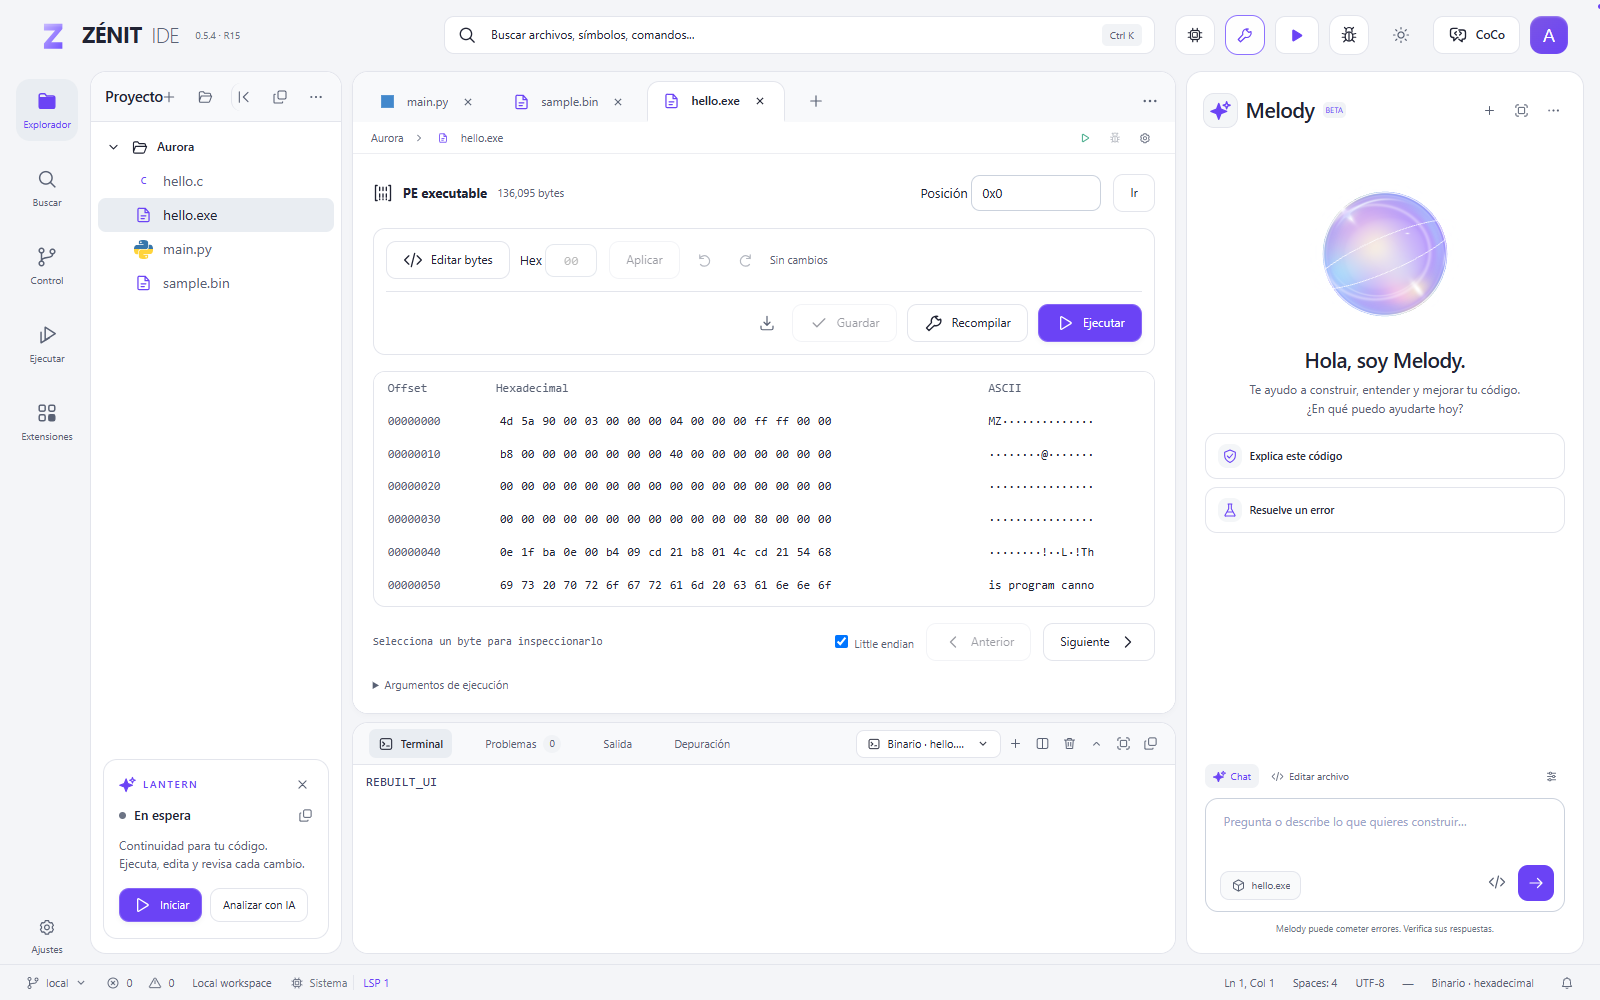 ZÉNIT IDE 0.5.4 · R15
Buscar archivos, símbolos, comandos...
Ctrl K
CoCo
A
Explorador
Buscar
Control
Ejecutar
Extensiones
Ajustes
Proyecto
Aurora
C hello.c
hello.exe
main.py
sample.bin
LANTERN
En espera
Continuidad para tu código.
Ejecuta, edita y revisa cada cambio.
Iniciar
Analizar con IA
main.py
sample.bin
hello.exe
Aurora > hello.exe
PE executable 136,095 bytes
Posición 0x0 Ir
Editar bytes Hex 00 Aplicar Sin cambios
Guardar Recompilar Ejecutar
Offset Hexadecimal ASCII
00000000 4d 5a 90 00 03 00 00 00 04 00 00 00 ff ff 00 00 MZ··············
00000010 b8 00 00 00 00 00 00 00 40 00 00 00 00 00 00 00 ········@·······
00000020 00 00 00 00 00 00 00 00 00 00 00 00 00 00 00 00 ················
00000030 00 00 00 00 00 00 00 00 00 00 00 00 80 00 00 00 ················
00000040 0e 1f ba 0e 00 b4 09 cd 21 b8 01 4c cd 21 54 68 ········!··L·!Th
00000050 69 73 20 70 72 6f 67 72 61 6d 20 63 61 6e 6e 6f is program canno
Selecciona un byte para inspeccionarlo
Little endian
Anterior
Siguiente
Argumentos de ejecución
Terminal
Problemas 0
Salida
Depuración
Binario · hello....
REBUILT_UI
Melody BETA
Hola, soy Melody.
Te ayudo a construir, entender y mejorar tu código.
¿En qué puedo ayudarte hoy?
Explica este código
Resuelve un error
Chat
Editar archivo
Pregunta o describe lo que quieres construir...
hello.exe
Melody puede cometer errores. Verifica sus respuestas.
local
0
0
Local workspace
Sistema
LSP 1
Ln 1, Col 1
Spaces: 4
UTF-8
—
Binario · hexadecimal